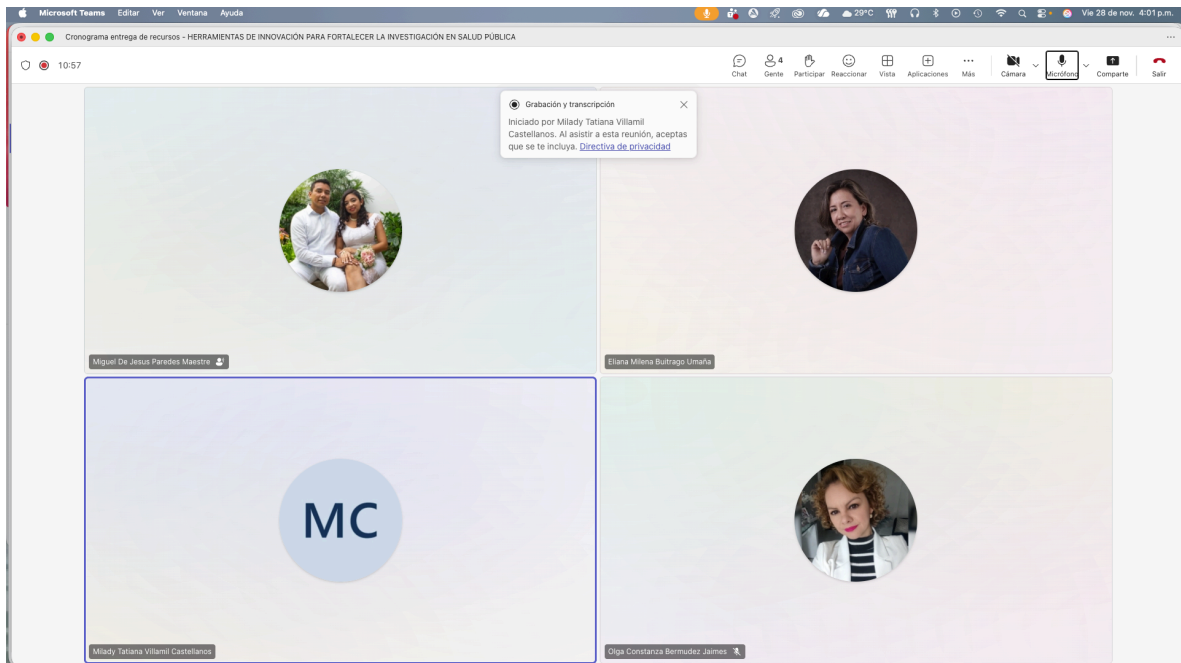 Microsoft Teams Editar Ver Ventana Ayuda 29°C Vie 28 de nov. 4:01 p.m.
Cronograma entrega de recursos - HERRAMIENTAS DE INNOVACIÓN PARA FORTALECER LA INVESTIGACIÓN EN SALUD PÚBLICA
10:57
4
Chat Gente Participar Reaccionar Vista Aplicaciones Más Cámara Micrófono Comparte Salir
Grabación y transcripción
Iniciado por Milady Tatiana Villamil
Castellanos. Al asistir a esta reunión, aceptas
que se te incluya. Directiva de privacidad
Miguel De Jesus Paredes Maestre
Eliana Milena Buitrago Umaña
MC
Milady Tatiana Villamil Castellanos
Olga Constanza Bermudez Jaimes